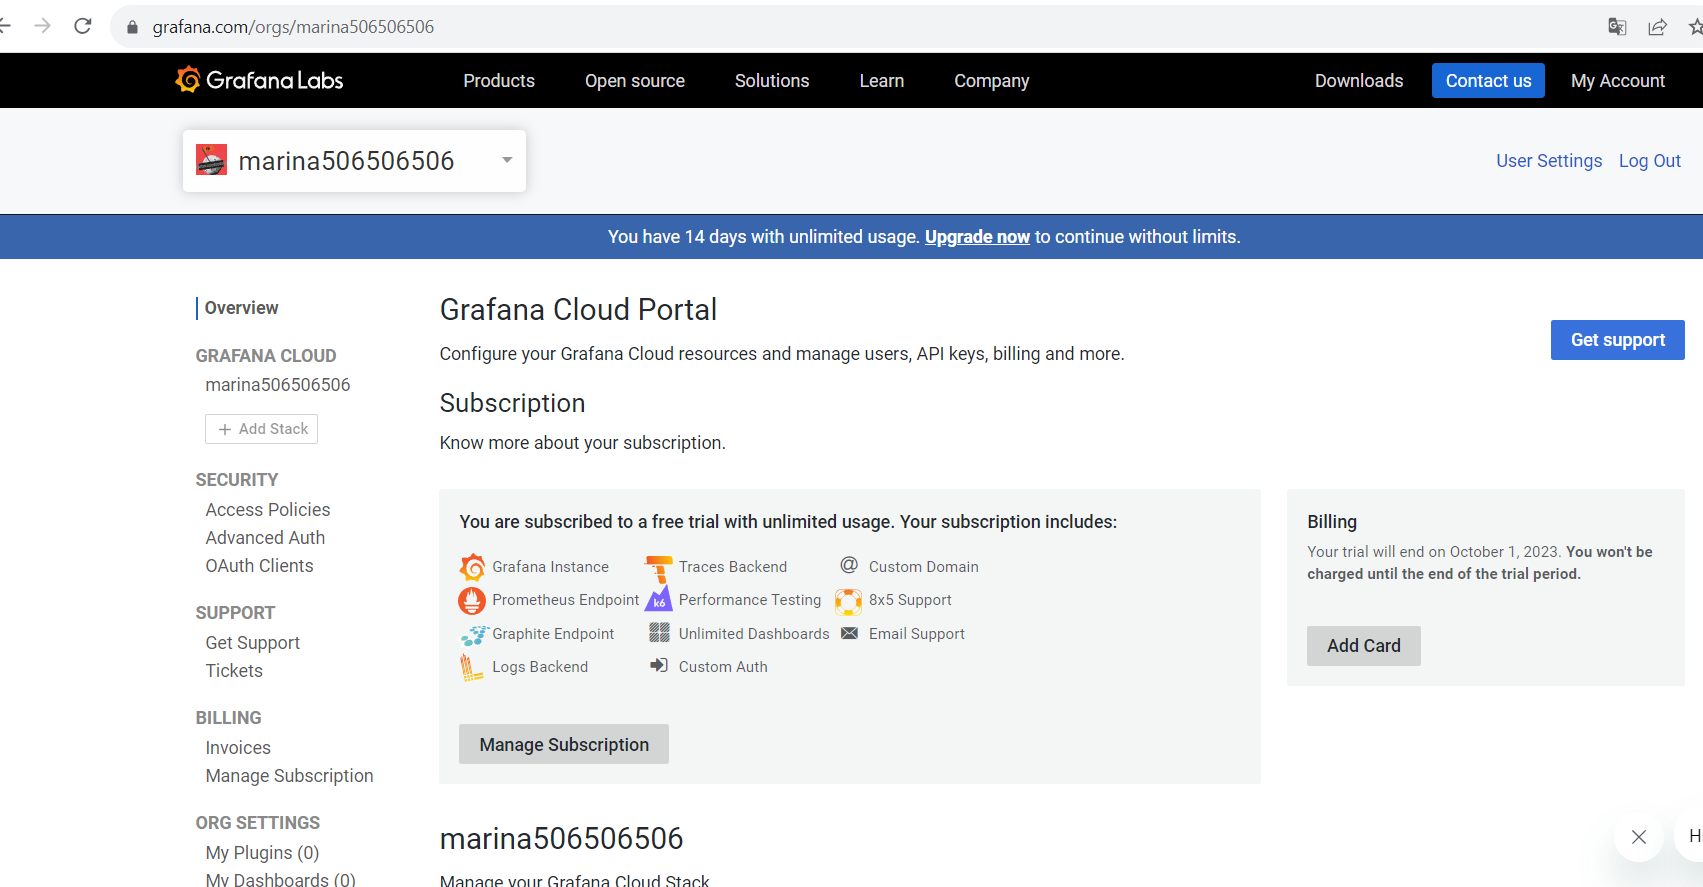 grafana.com/orgs/marina506506506
Grafana Labs
Products
Open source
Solutions
Learn
Company
Downloads
Contact us
My Account
marina506506506
User Settings
Log Out
You have 14 days with unlimited usage. Upgrade now to continue without limits.
Overview
GRAFANA CLOUD
marina506506506
+ Add Stack
SECURITY
Access Policies
Advanced Auth
OAuth Clients
SUPPORT
Get Support
Tickets
BILLING
Invoices
Manage Subscription
ORG SETTINGS
My Plugins (0)
My Dashboards (0)
Grafana Cloud Portal
Configure your Grafana Cloud resources and manage users, API keys, billing and more.
Get support
Subscription
Know more about your subscription.
You are subscribed to a free trial with unlimited usage. Your subscription includes:
Grafana Instance
Traces Backend
@ Custom Domain
Prometheus Endpoint
k6 Performance Testing
8x5 Support
Graphite Endpoint
Unlimited Dashboards
Email Support
Logs Backend
Custom Auth
Manage Subscription
Billing
Your trial will end on October 1, 2023. You won't be
charged until the end of the trial period.
Add Card
marina506506506
Manage your Grafana Cloud Stack